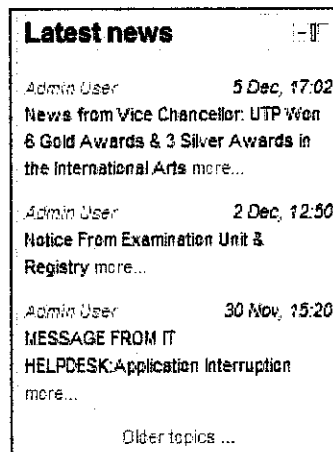 Latest news
Admin User 5 Dec, 17:02
News from Vice Chancellor: UTP Won
6 Gold Awards & 3 Silver Awards in
the International Arts more...
Admin User 2 Dec, 12:50
Notice From Examination Unit &
Registry more...
Admin User 30 Nov, 15:20
MESSAGE FROM IT
HELPDESK:Application Interruption
more...
Older topics ...